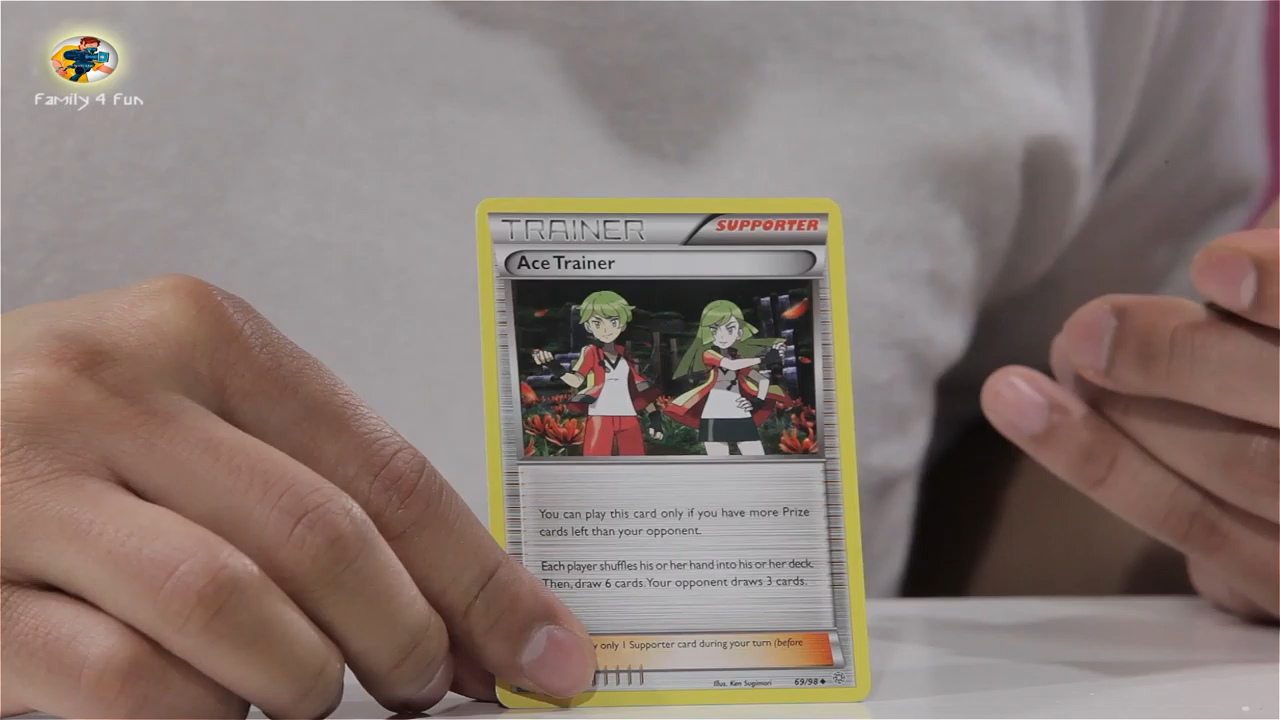 Family 4 Fun
TRAINER SUPPORTER
Ace Trainer
You can play this card only if you have more Prize
cards left than your opponent.
Each player shuffles his or her hand into his or her deck.
Then, draw 6 cards. Your opponent draws 3 cards.
only 1 Supporter card during your turn (before
Illus. Ken Sugimori 69/98